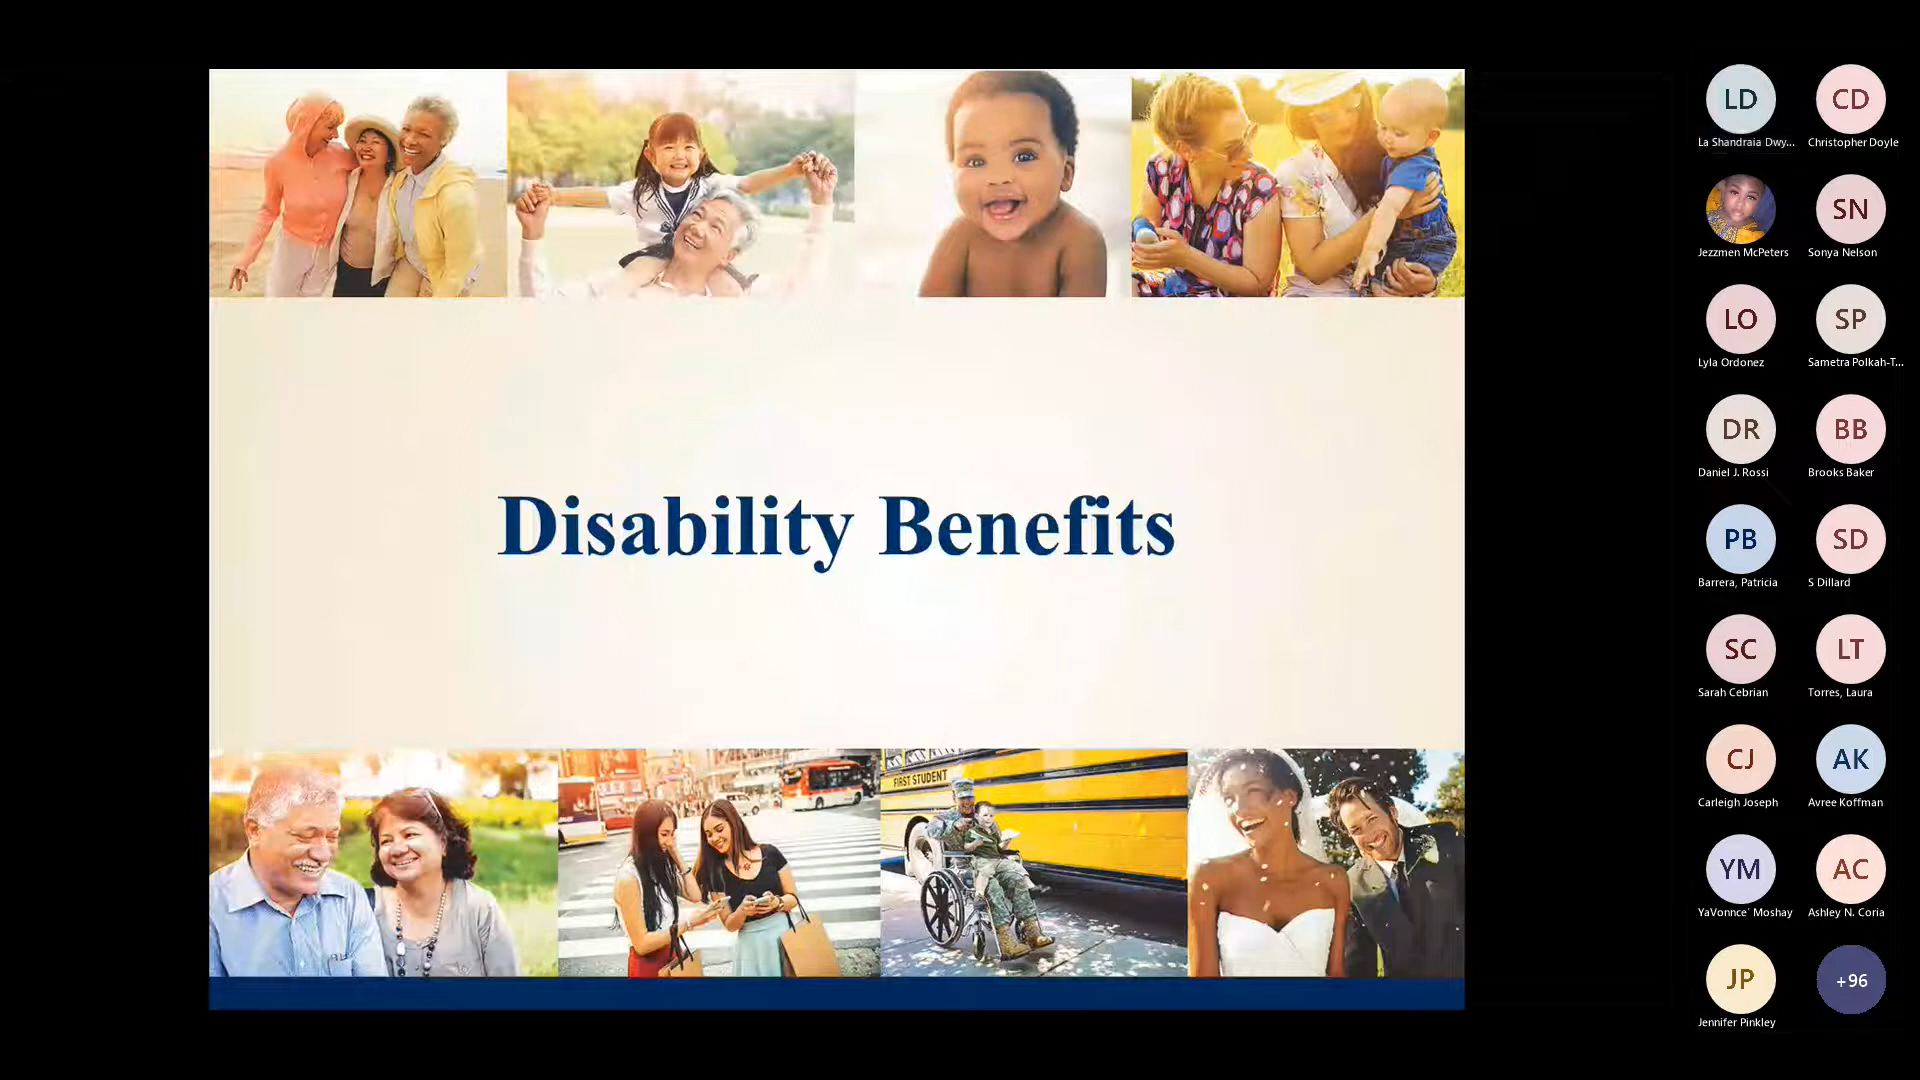 FIRST STUDENT
Disability Benefits
LD
CD
La Shandraia Dwy...
Christopher Doyle
SN
Jezzmen McPeters
Sonya Nelson
LO
SP
Lyla Ordonez
Sametra Polkah-T...
DR
BB
Daniel J. Rossi
Brooks Baker
PB
SD
Barrera, Patricia
S Dillard
SC
LT
Sarah Cebrian
Torres, Laura
CJ
AK
Carleigh Joseph
Avree Koffman
YM
AC
YaVonnce` Moshay
Ashley N. Coria
JP
+96
Jennifer Pinkley